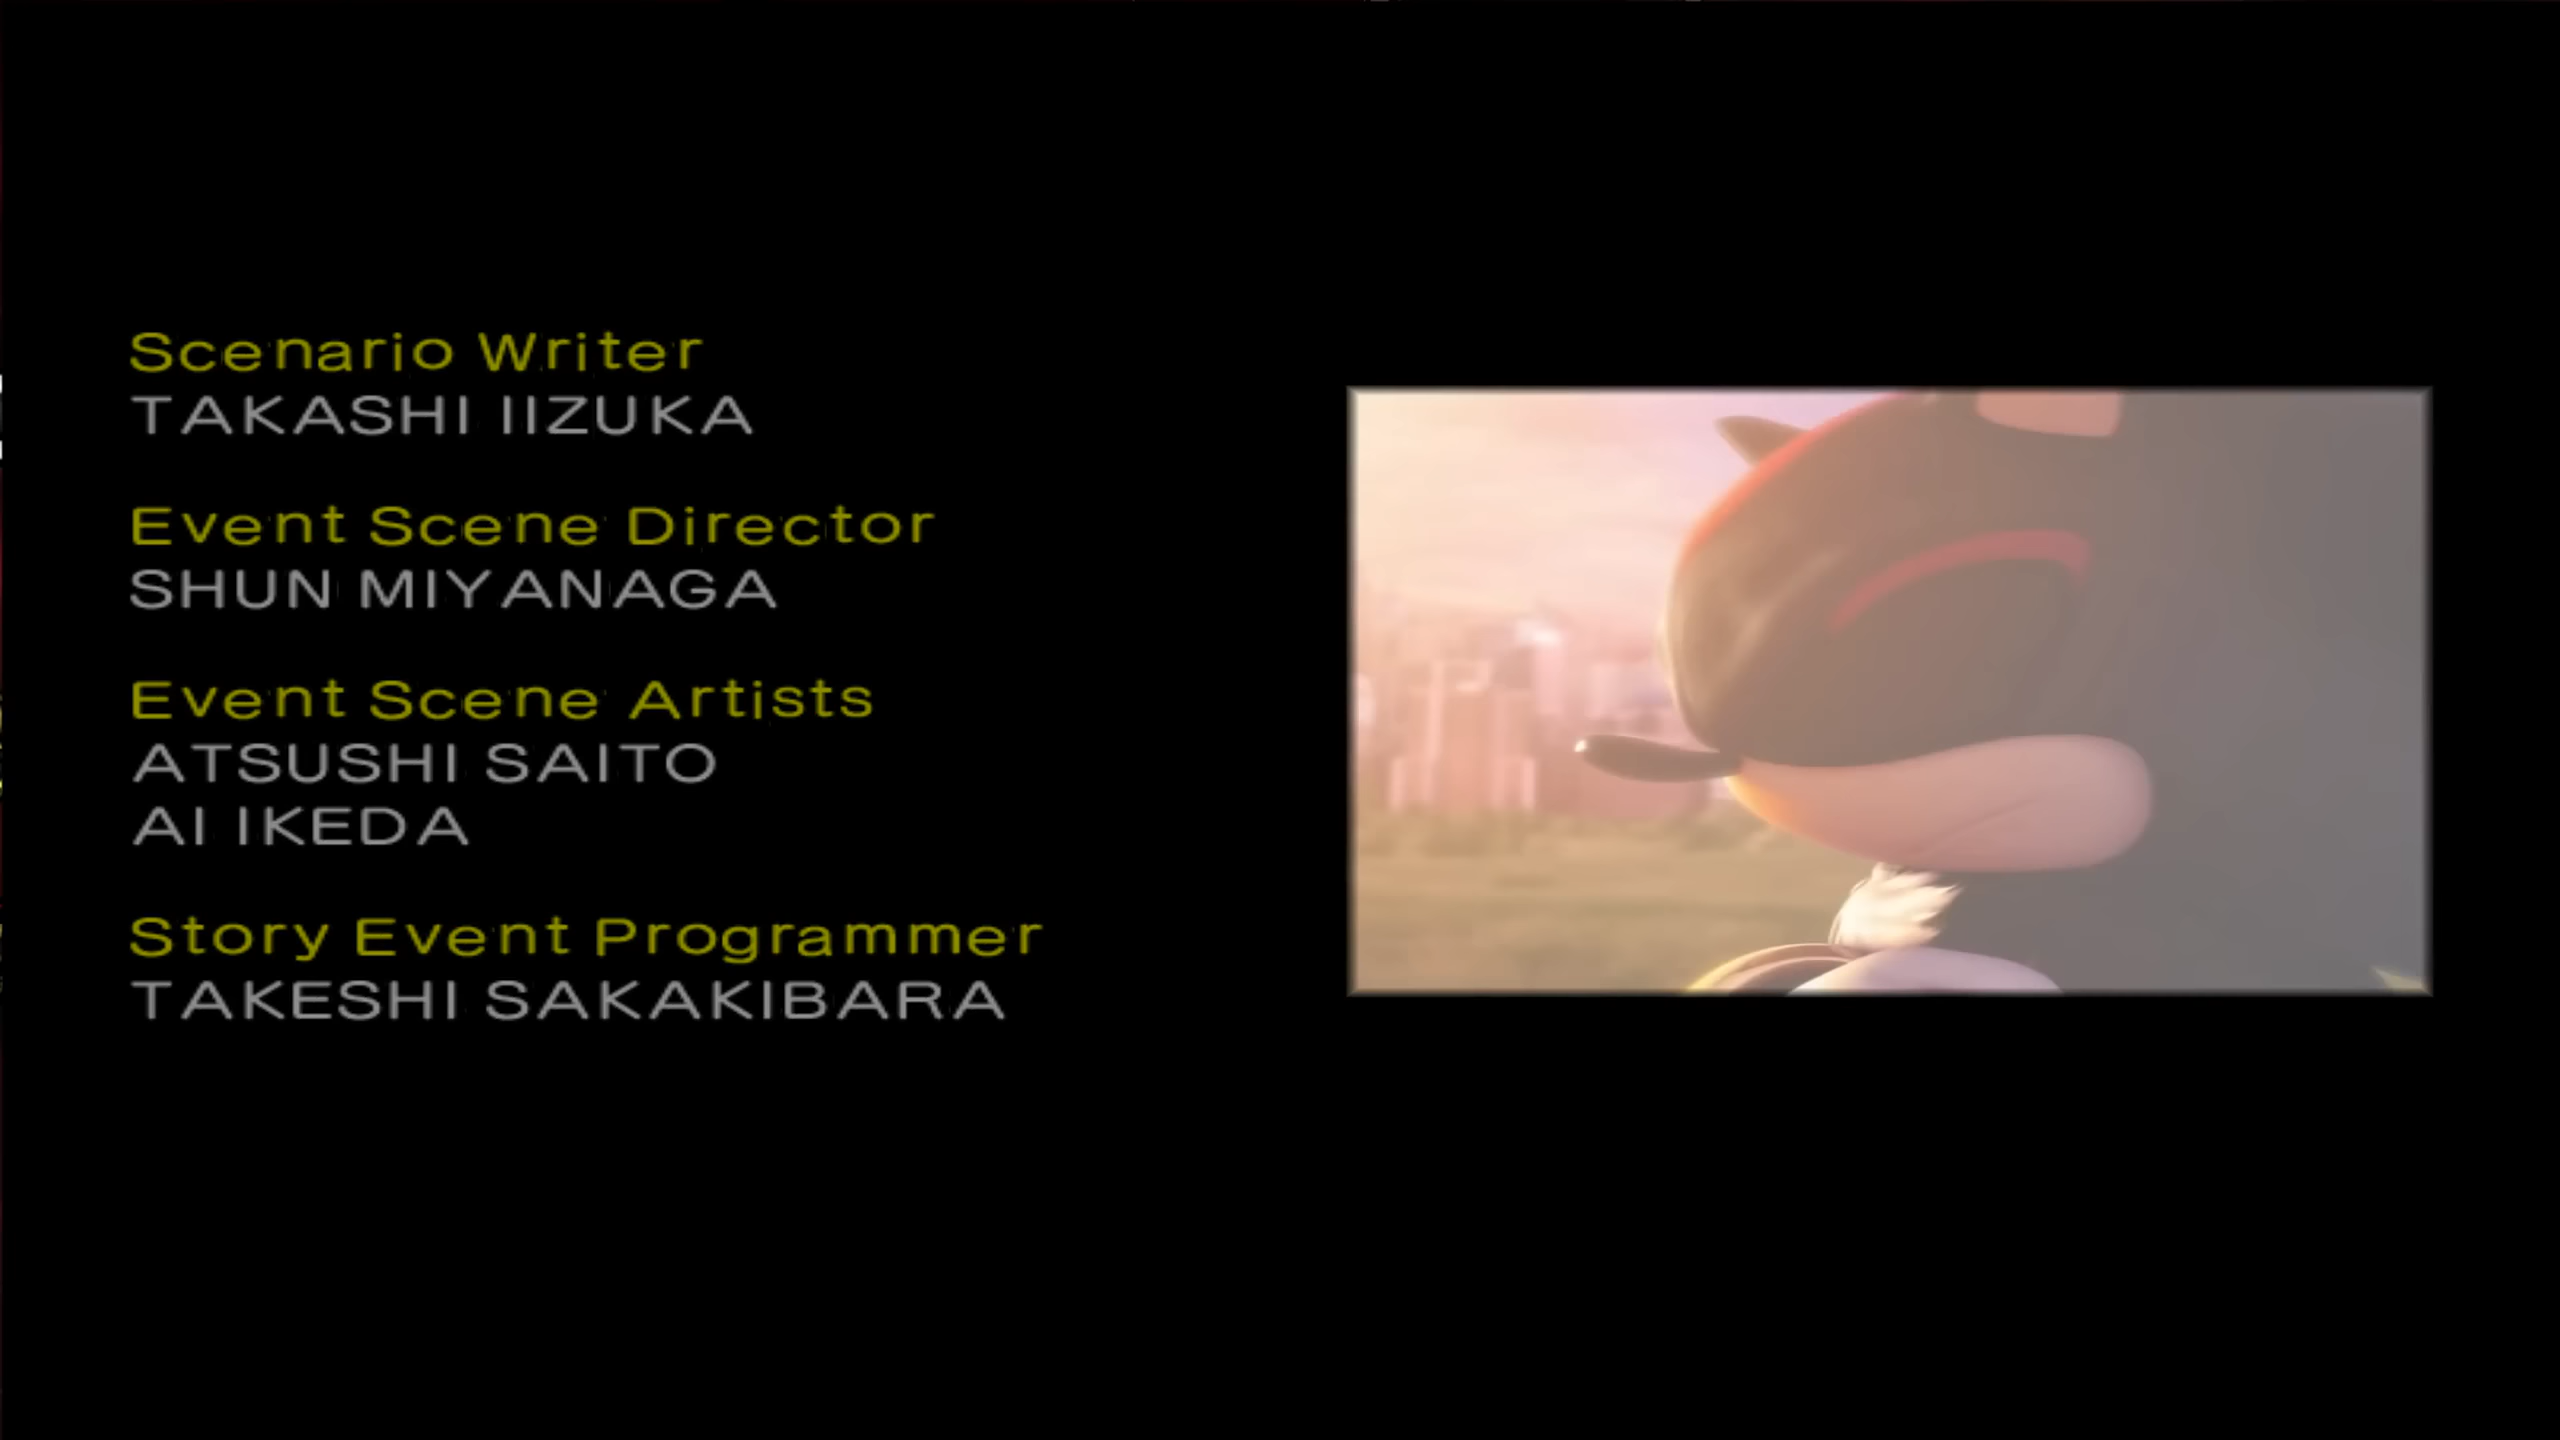 Scenario Writer
TAKASHI IIZUKA
Event Scene Director
SHUN MIYANAGA
Event Scene Artists
ATSUSHI SAITO
AI IKEDA
Story Event Programmer
TAKESHI SAKAKIBARA